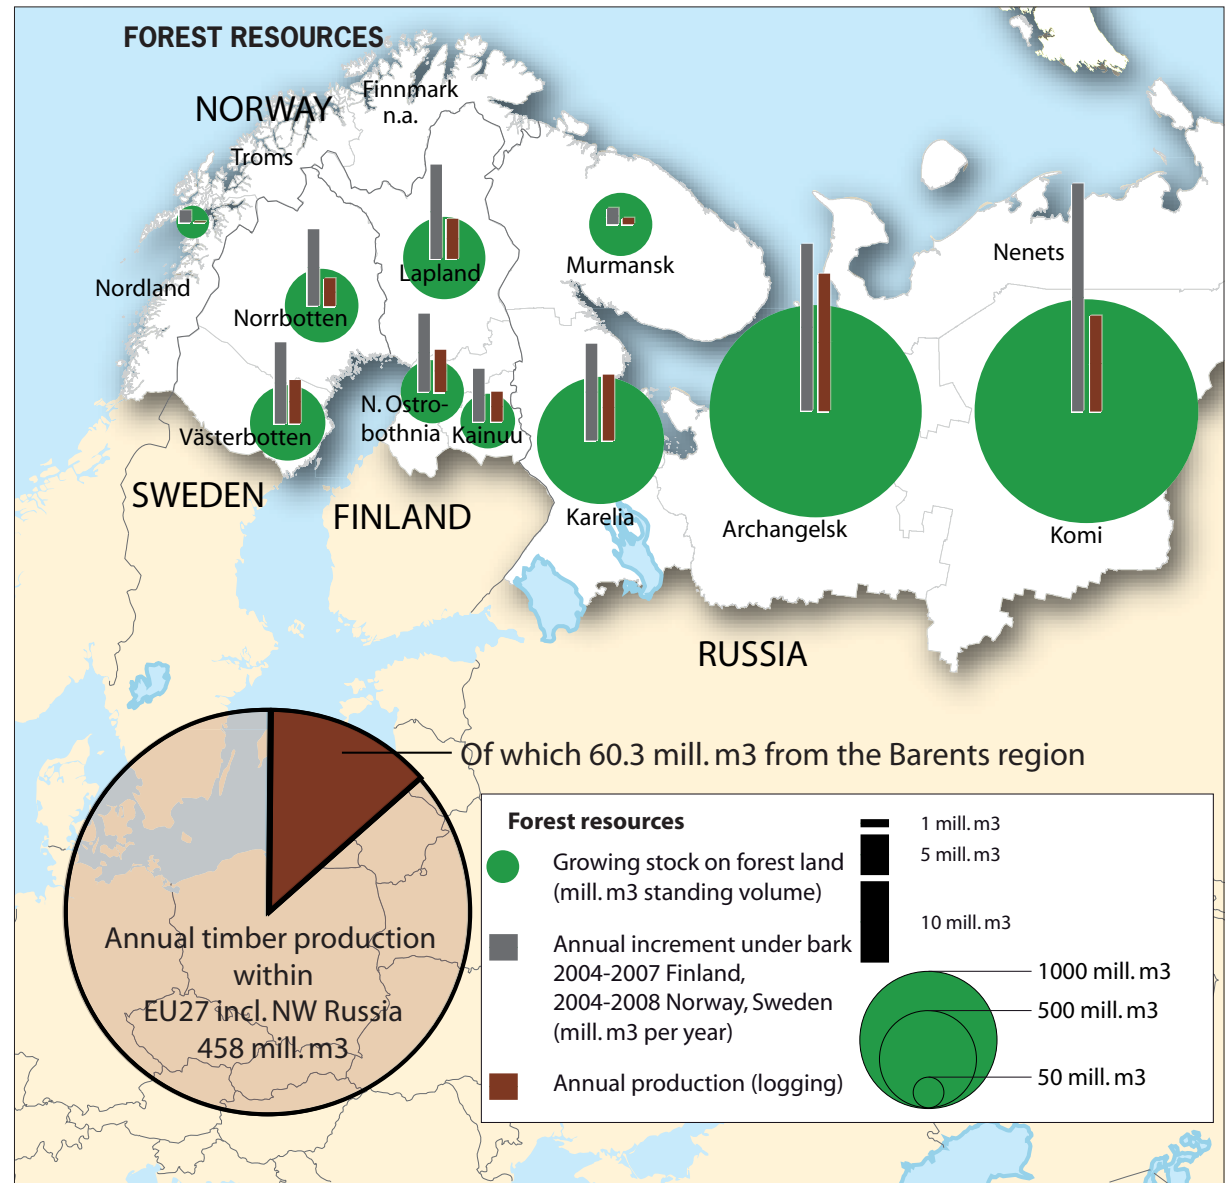 FOREST RESOURCES
NORWAY
Finnmark
n.a.
Troms
Nordland
Norrbotten
Lapland
Murmansk
Nenets
Västerbotten
N. Ostro-
bothnia
Kainuu
Karelia
Archangelsk
Komi
SWEDEN
FINLAND
RUSSIA
Of which 60.3 mill. m3 from the Barents region
Annual timber production
within
EU27 incl. NW Russia
458 mill. m3
Forest resources
Growing stock on forest land
(mill. m3 standing volume)
Annual increment under bark
2004-2007 Finland,
2004-2008 Norway, Sweden
(mill. m3 per year)
Annual production (logging)
1 mill. m3
5 mill. m3
10 mill. m3
1000 mill. m3
500 mill. m3
50 mill. m3